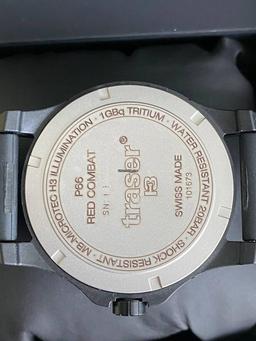 MB-MICROTEC H3 ILLUMINATION · 1GBq TRITIUM · WATER RESISTANT 20BAR · SHOCK RESISTANT ·
P66
RED COMBAT
SN:
traser®
H3
SWISS MADE
101673